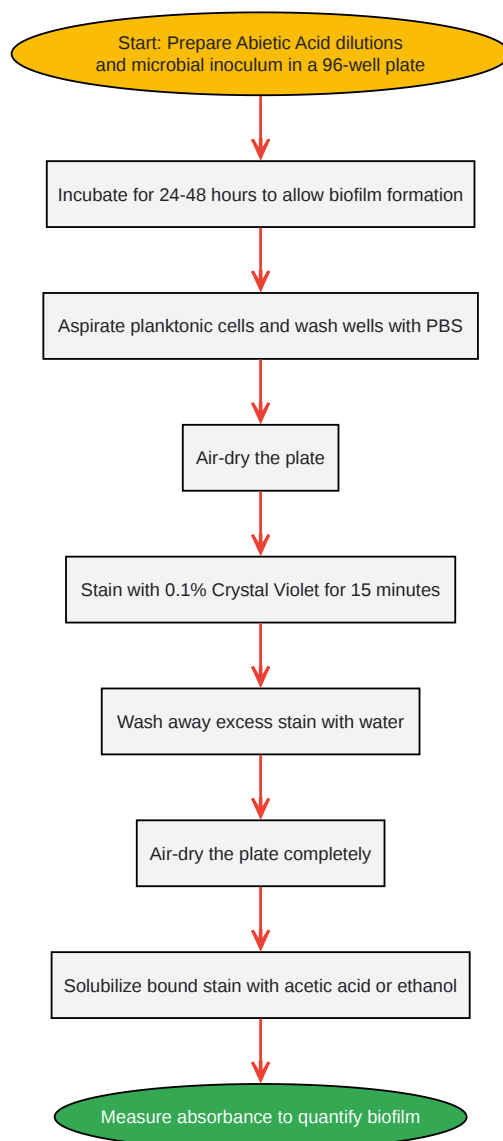 Start: Prepare Abietic Acid dilutions
and microbial inoculum in a 96-well plate
Incubate for 24-48 hours to allow biofilm formation
Aspirate planktonic cells and wash wells with PBS
Air-dry the plate
Stain with 0.1% Crystal Violet for 15 minutes
Wash away excess stain with water
Air-dry the plate completely
Solubilize bound stain with acetic acid or ethanol
Measure absorbance to quantify biofilm